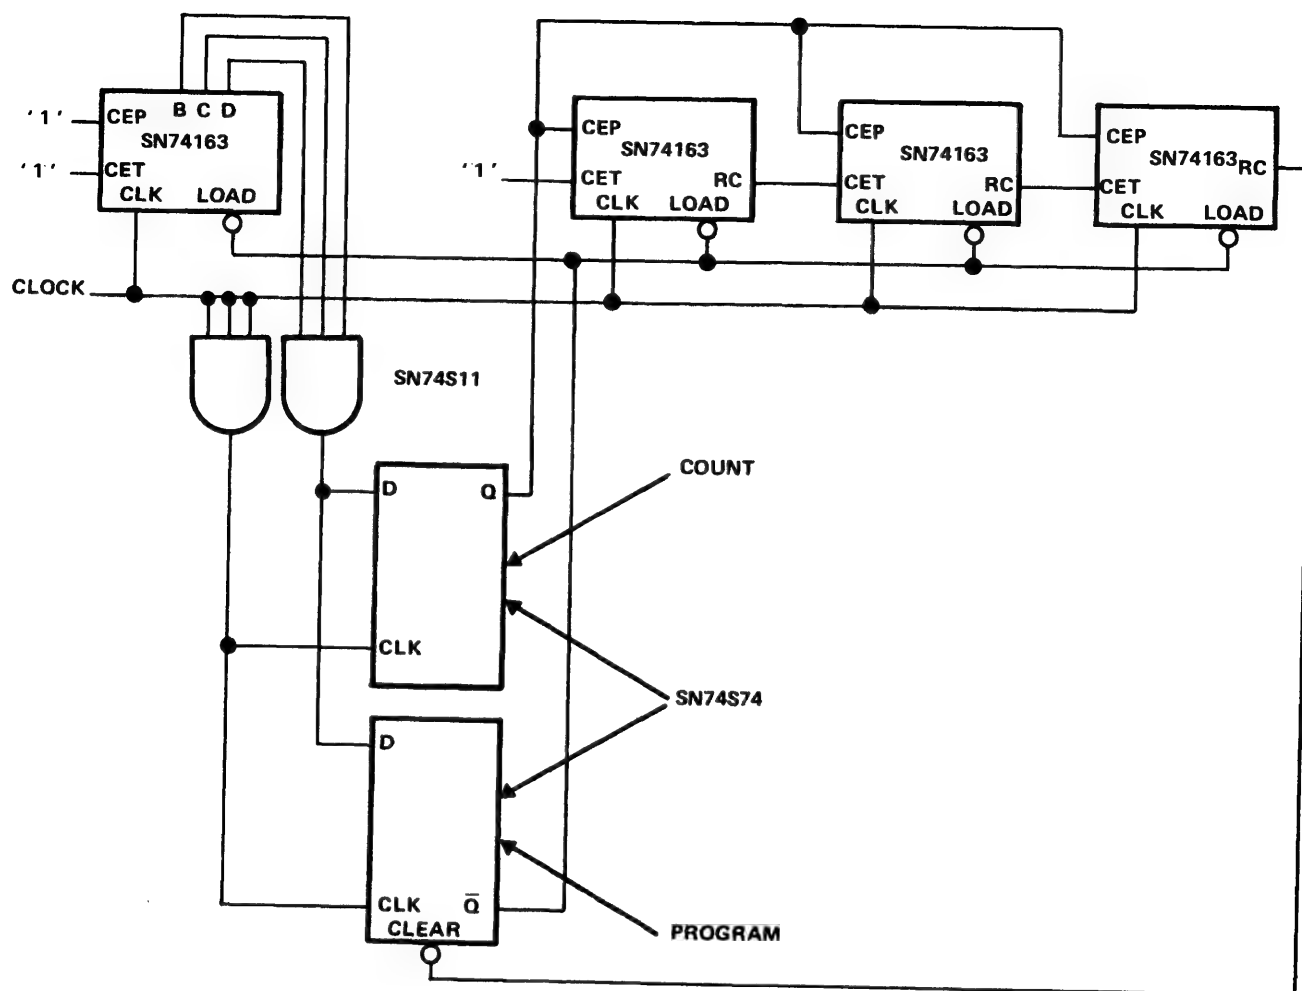 '1'
CEP
B C D
SN74163
'1'
CET
CLK
LOAD
CEP
SN74163
'1'
CET
RC
CLK
LOAD
CEP
SN74163
CET
RC
CLK
LOAD
CEP
SN74163
RC
CET
CLK
LOAD
CLOCK
SN74S11
D
Q
COUNT
CLK
SN74S74
D
CLK
Q̅
CLEAR
PROGRAM